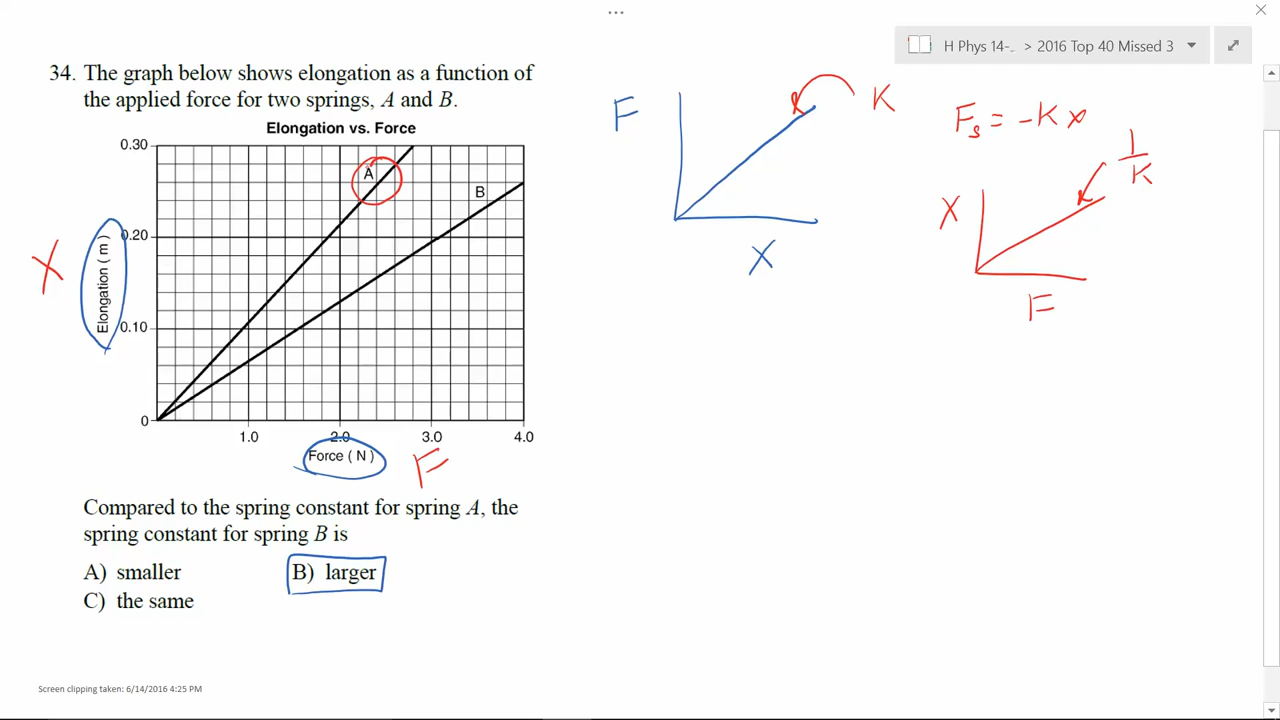 H Phys 14-.. > 2016 Top 40 Missed 3
34. The graph below shows elongation as a function of
the applied force for two springs, A and B.
Elongation vs. Force
0.30
A
B
0.20
X
Elongation ( m )
0.10
0
1.0
2.0
3.0
4.0
Force ( N )
F
Compared to the spring constant for spring A, the
spring constant for spring B is
A) smaller
B) larger
C) the same
F
K
X
Fs = -Kx
1/K
X
F
Screen clipping taken: 6/14/2016 4:25 PM